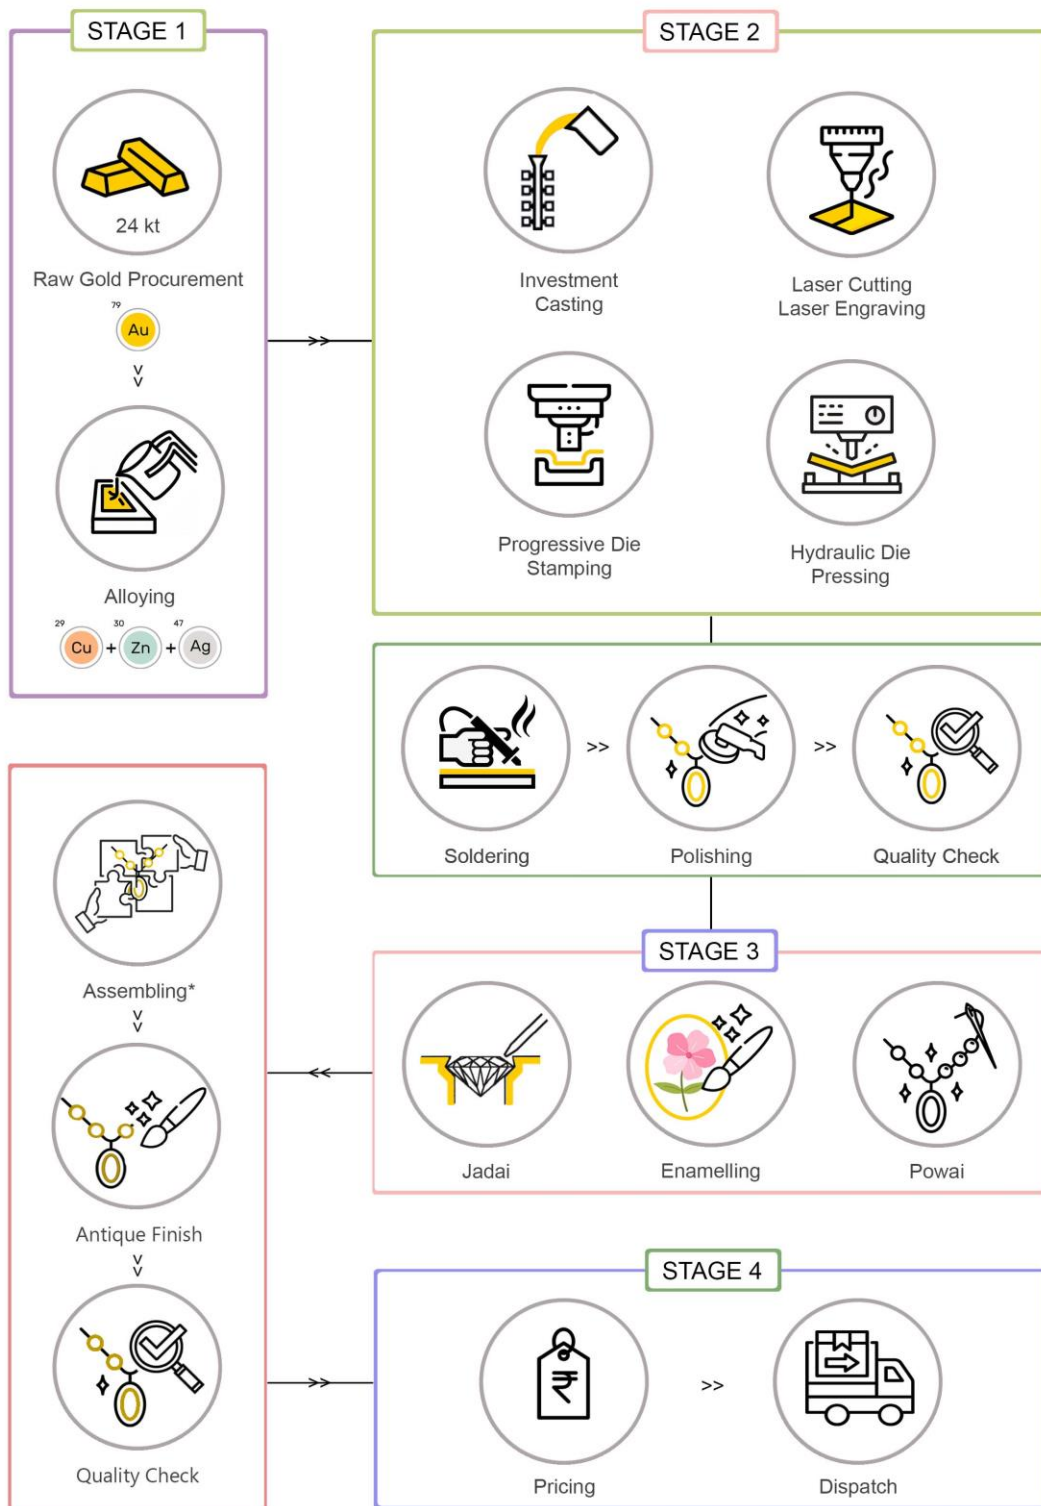 STAGE 1
24 kt
Raw Gold Procurement
79
Au
Alloying
29
Cu
+
30
Zn
+
47
Ag
STAGE 2
Investment
Casting
Laser Cutting
Laser Engraving
Progressive Die
Stamping
Hydraulic Die
Pressing
Soldering
>>
Polishing
>>
Quality Check
STAGE 3
Jadai
Enamelling
Powai
Assembling*
Antique Finish
Quality Check
STAGE 4
₹
Pricing
>>
Dispatch